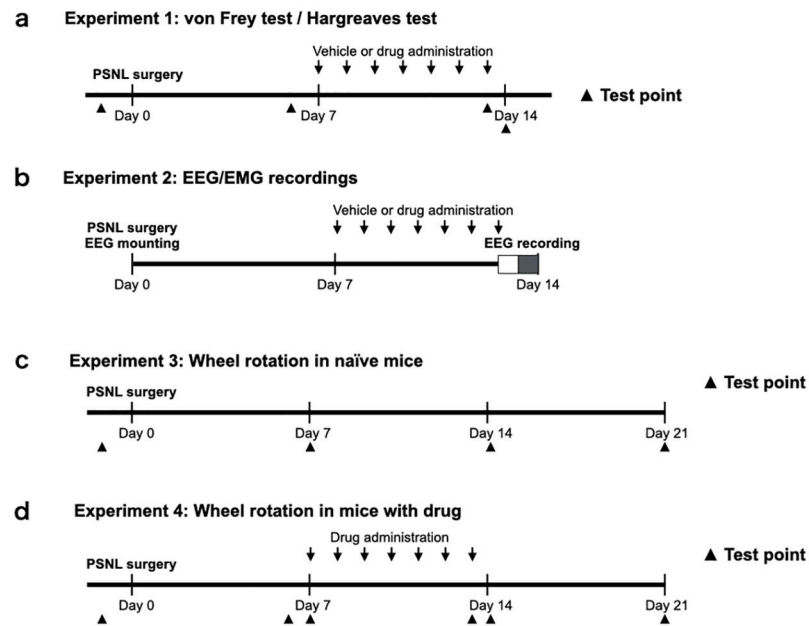 a Experiment 1: von Frey test / Hargreaves test
Vehicle or drug administration
PSNL surgery
Day 0 Day 7 Day 14
▲ Test point
b Experiment 2: EEG/EMG recordings
Vehicle or drug administration
PSNL surgery
EEG mounting
EEG recording
Day 0 Day 7 Day 14
c Experiment 3: Wheel rotation in naïve mice
▲ Test point
PSNL surgery
Day 0 Day 7 Day 14 Day 21
d Experiment 4: Wheel rotation in mice with drug
Drug administration
▲ Test point
PSNL surgery
Day 0 Day 7 Day 14 Day 21